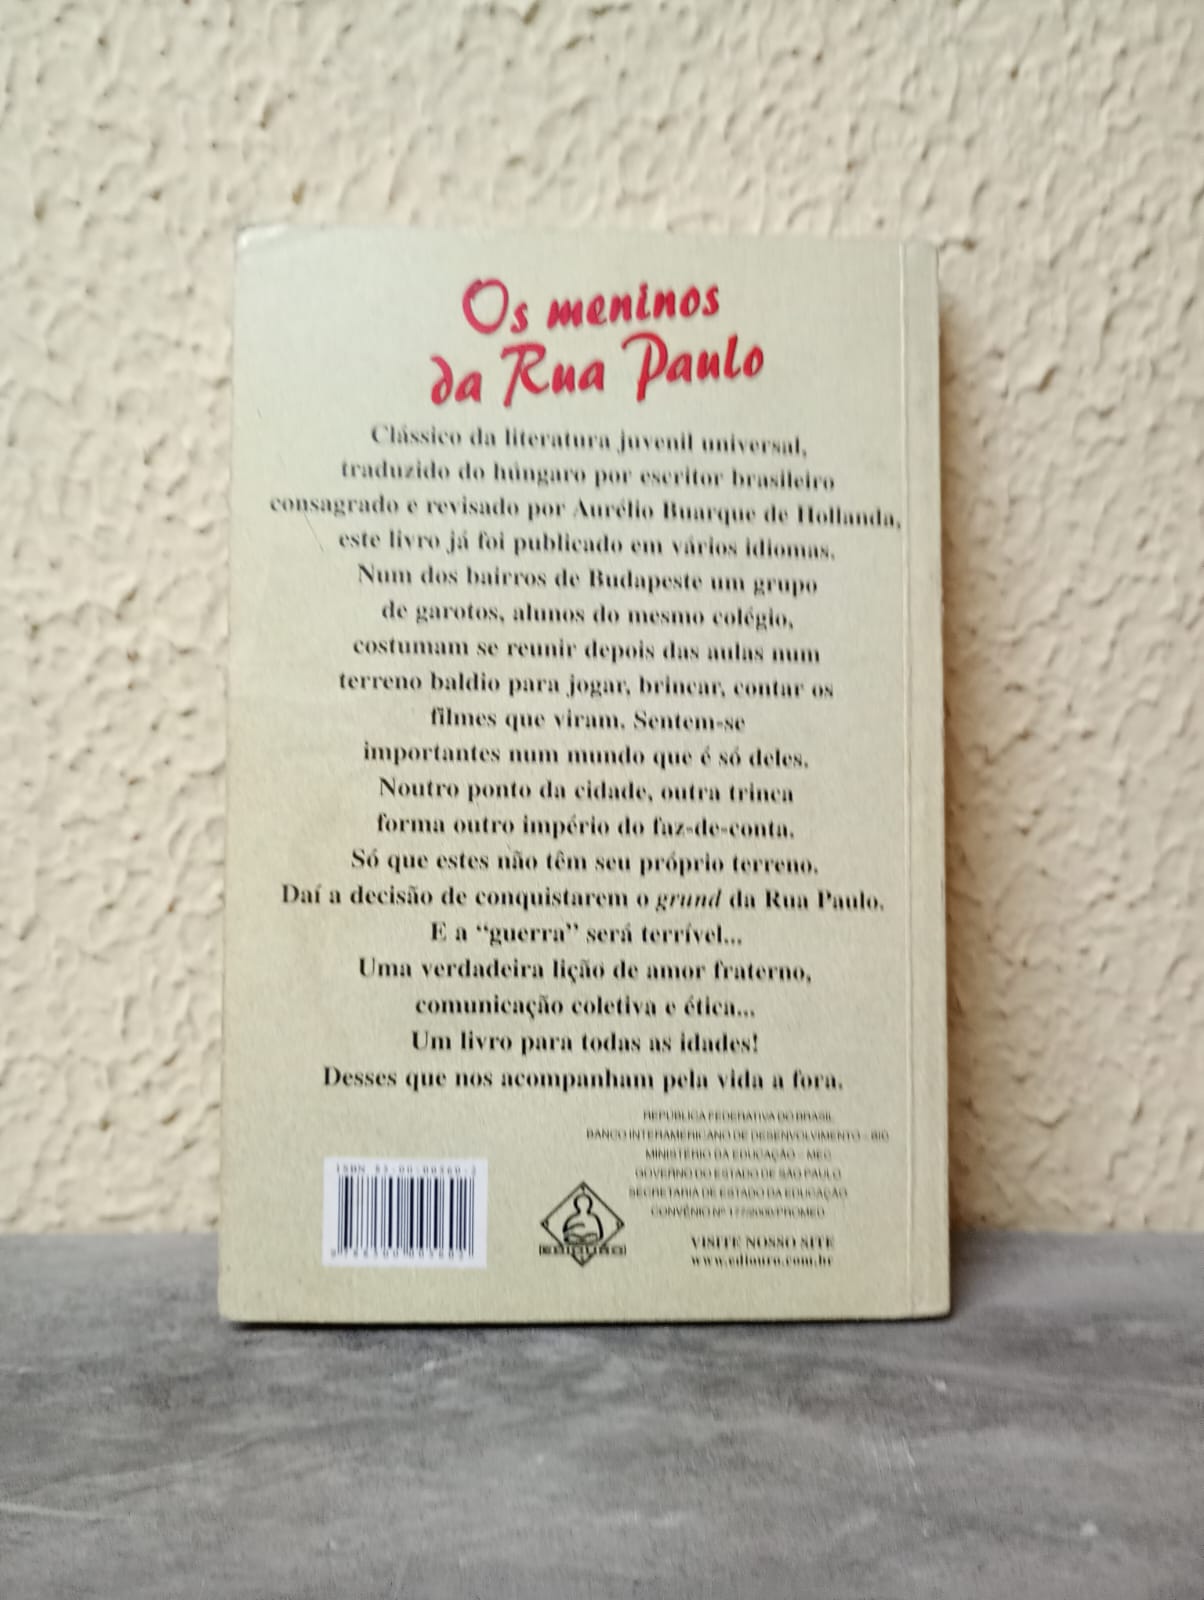 Os meninos
da Rua Paulo
Clássico da literatura juvenil universal,
traduzido do húngaro por escritor brasileiro
consagrado e revisado por Aurélio Buarque de Hollanda,
este livro já foi publicado em vários idiomas.
Num dos bairros de Budapeste um grupo
de garotos, alunos do mesmo colégio,
costumam se reunir depois das aulas num
terreno baldio para jogar, brincar, contar os
filmes que viram. Sentem-se
importantes num mundo que é só deles.
Noutro ponto da cidade, outra trinca
forma outro império do faz-de-conta.
Só que estes não têm seu próprio terreno.
Daí a decisão de conquistarem o grund da Rua Paulo.
E a “guerra” será terrível...
Uma verdadeira lição de amor fraterno,
comunicação coletiva e ética...
Um livro para todas as idades!
Desses que nos acompanham pela vida a fora.
REPÚBLICA FEDERATIVA DO BRASIL
BANCO INTERAMERICANO DE DESENVOLVIMENTO - BID
MINISTÉRIO DA EDUCAÇÃO - MEC
GOVERNO DO ESTADO DE SÃO PAULO
SECRETARIA DE ESTADO DA EDUCAÇÃO
CONVÊNIO Nº 177/2000/PROMED
VISITE NOSSO SITE
www.ediouro.com.br
ISBN
EDIOURO